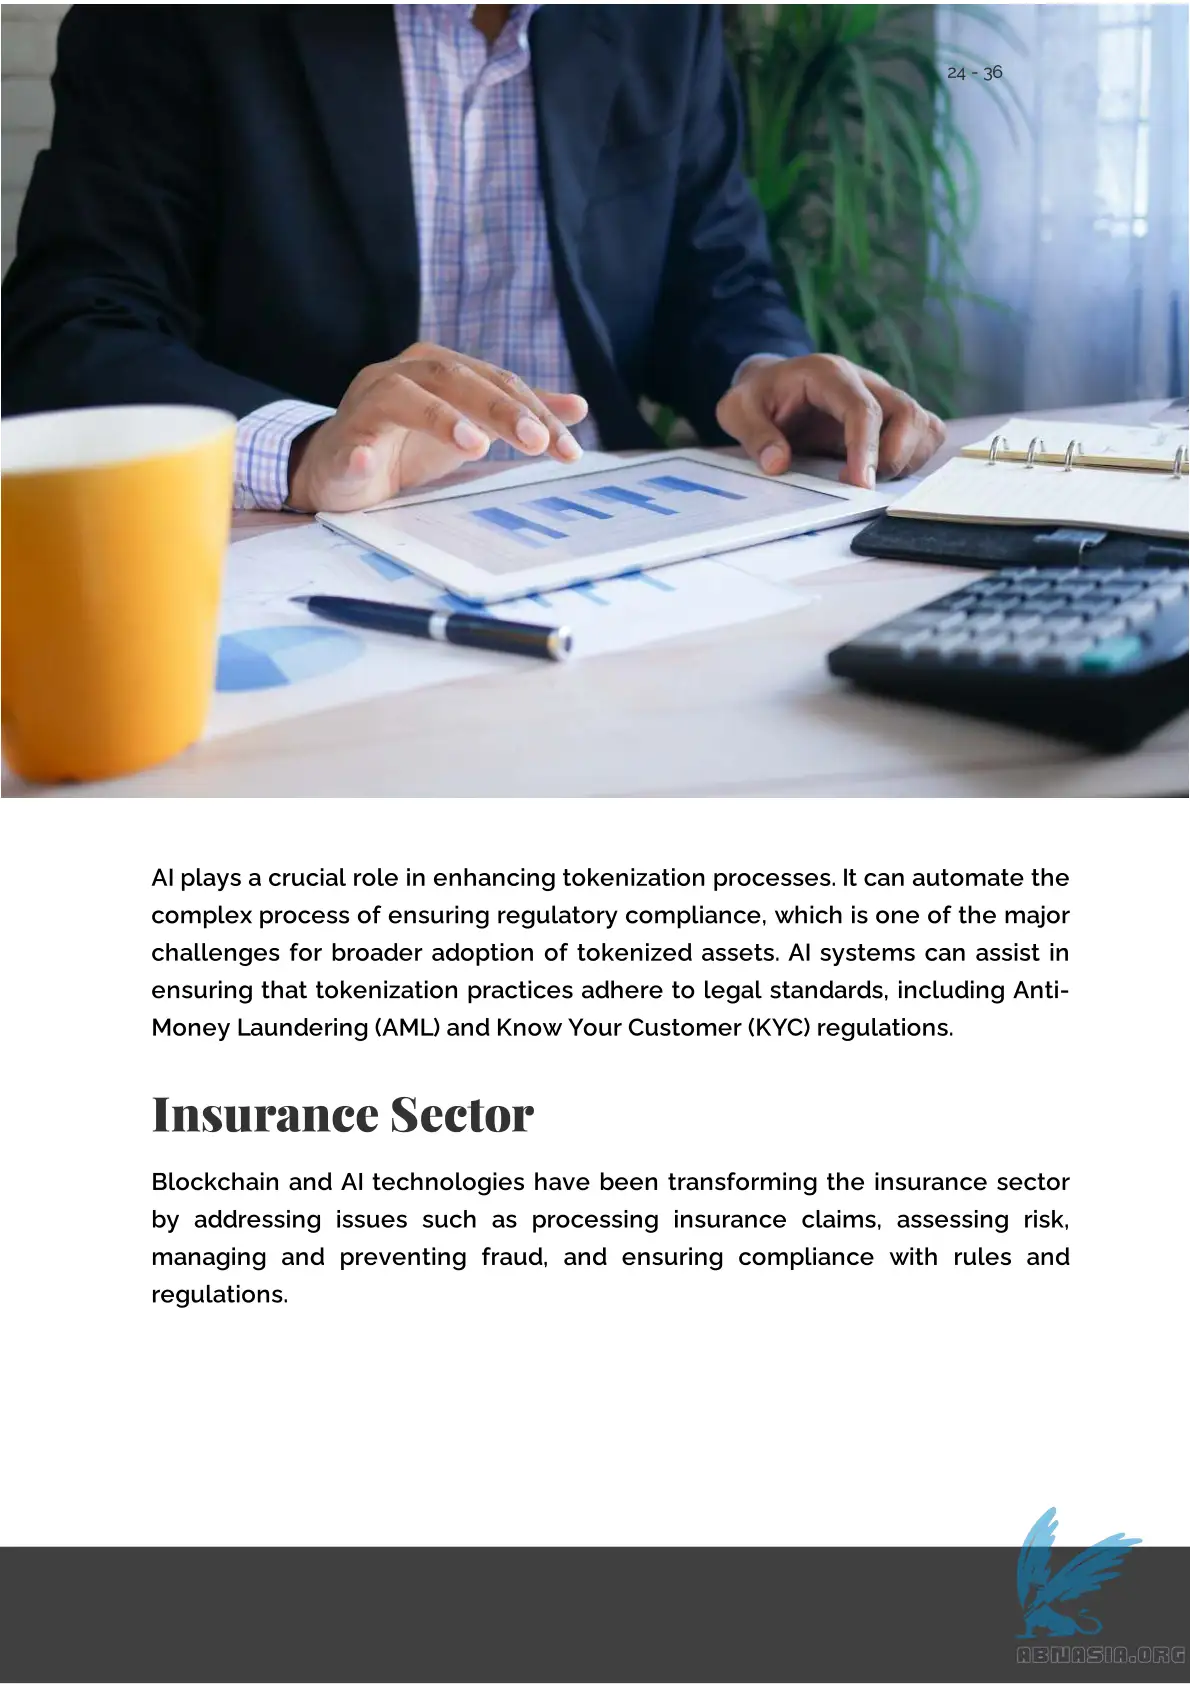 24 - 36
AI plays a crucial role in enhancing tokenization processes. It can automate the
complex process of ensuring regulatory compliance, which is one of the major
challenges for broader adoption of tokenized assets. AI systems can assist in
ensuring that tokenization practices adhere to legal standards, including Anti-
Money Laundering (AML) and Know Your Customer (KYC) regulations.
Insurance Sector
Blockchain and AI technologies have been transforming the insurance sector
by addressing issues such as processing insurance claims, assessing risk,
managing and preventing fraud, and ensuring compliance with rules and
regulations.
ABNASIA.ORG